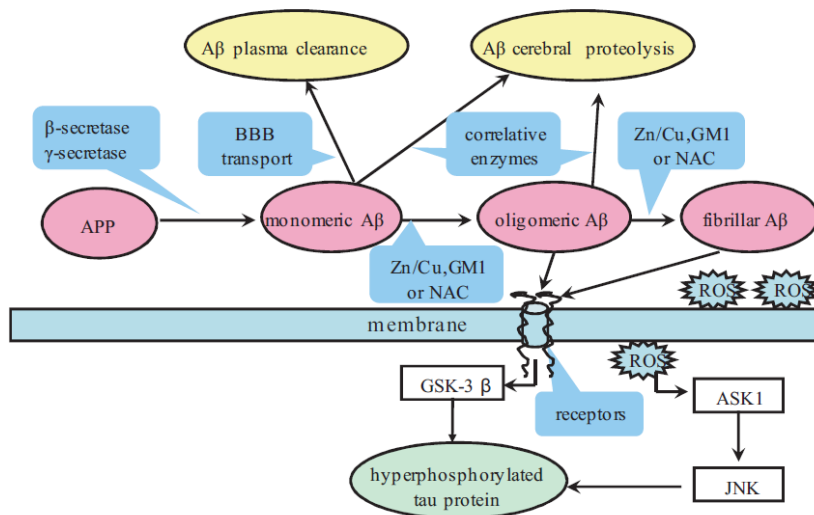 Aβ plasma clearance
Aβ cerebral proteolysis
β-secretase
γ-secretase
BBB
transport
correlative
enzymes
Zn/Cu,GM1
or NAC
APP
monomeric Aβ
oligomeric Aβ
fibrillar Aβ
Zn/Cu,GM1
or NAC
ROS
ROS
membrane
ROS
GSK-3 β
receptors
ASK1
hyperphosphorylated
tau protein
JNK